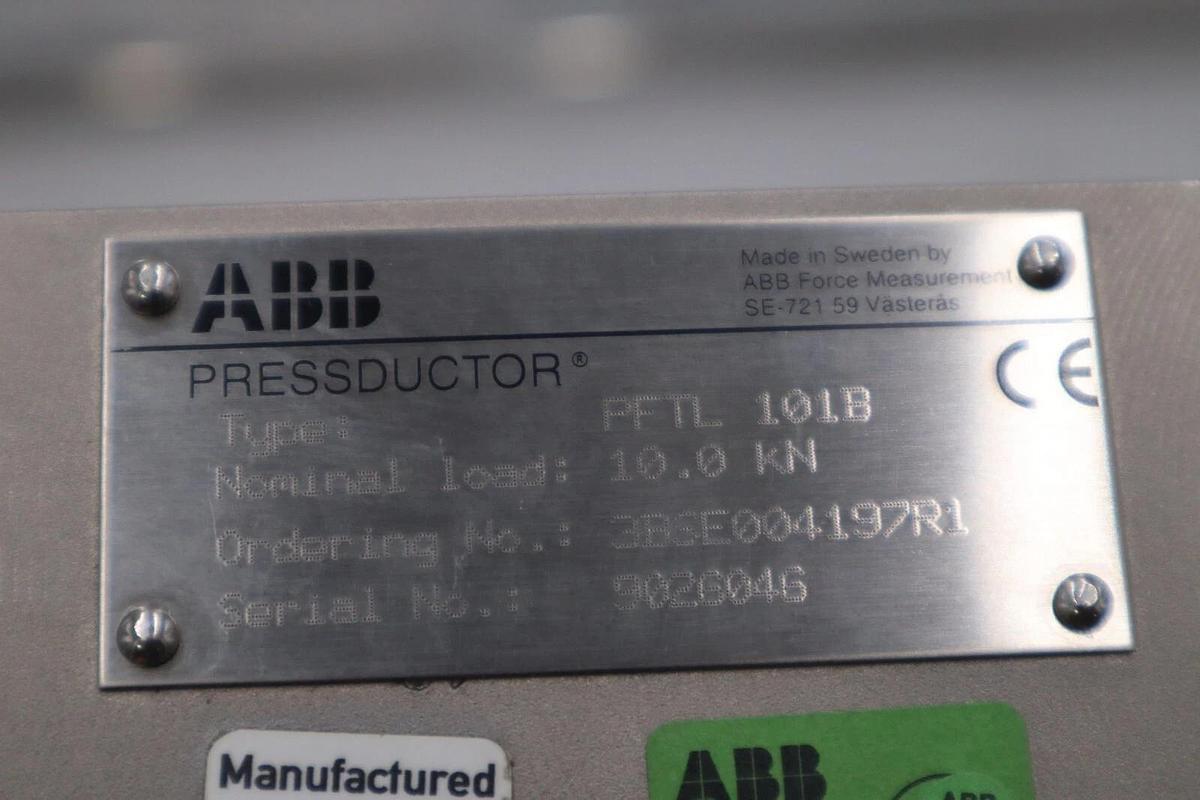 ABB
Made in Sweden by
ABB Force Measurement
SE-721 59 Västerås
PRESSDUCTOR®
CE
Type: PFTL 101B
Nominal load: 10.0 kN
Ordering No.: 3BSE004197R1
Serial No.: 9026046
Manufactured
ABB
ABB